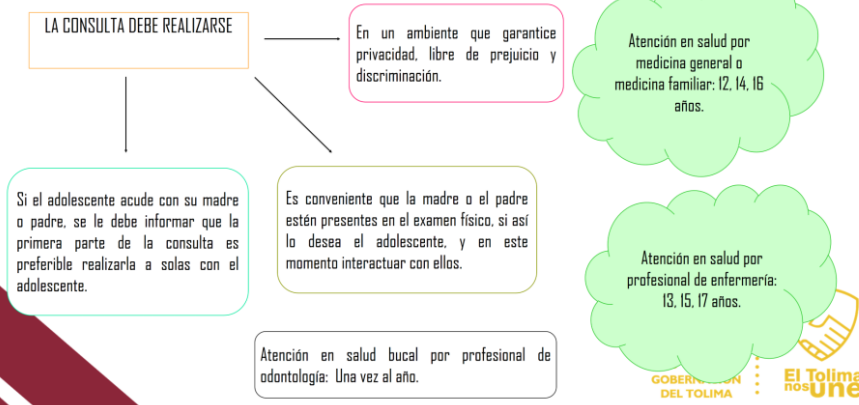 LA CONSULTA DEBE REALIZARSE
En un ambiente que garantice
privacidad, libre de prejuicio y
discriminación.
Atención en salud por
medicina general o
medicina familiar: 12, 14, 16
años.
Si el adolescente acude con su madre
o padre, se le debe informar que la
primera parte de la consulta es
preferible realizarla a solas con el
adolescente.
Es conveniente que la madre o el padre
estén presentes en el examen físico, si así
lo desea el adolescente, y en este
momento interactuar con ellos.
Atención en salud por
profesional de enfermería:
13, 15, 17 años.
Atención en salud bucal por profesional de
odontología: Una vez al año.
DEL TOLIMA
El Tolima
nos une